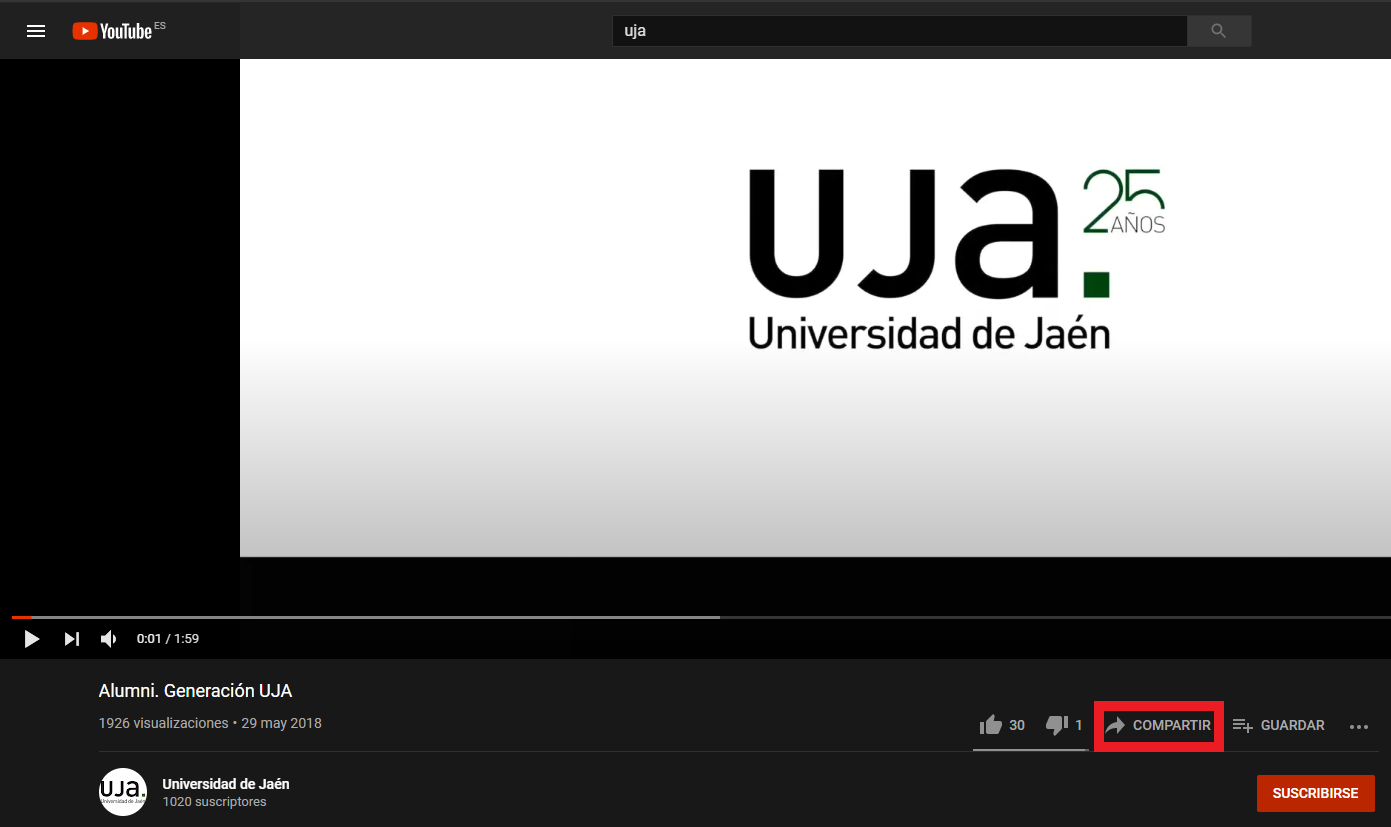 YouTube ES
uja
uja. 25
AÑOS
Universidad de Jaén
0:01 / 1:59
Alumni. Generación UJA
1926 visualizaciones • 29 may 2018
30 1 COMPARTIR GUARDAR
uja.
Universidad de Jaén
Universidad de Jaén
1020 suscriptores
SUSCRIBIRSE